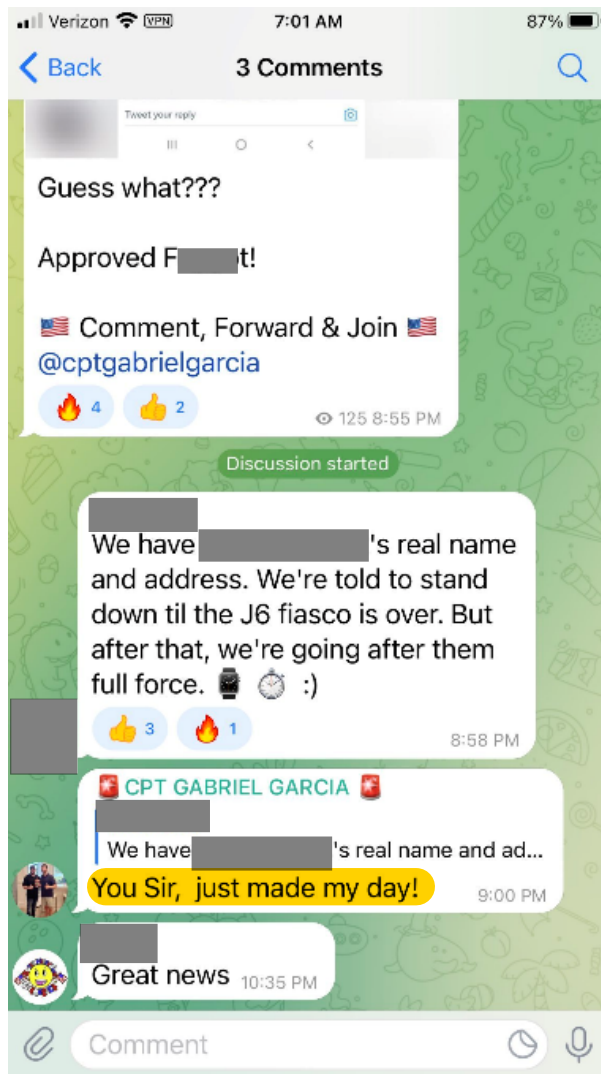 Verizon VPN 7:01 AM 87%
Back 3 Comments
Tweet your reply
Guess what???
Approved F t!
🇺🇸 Comment, Forward & Join 🇺🇸
@cptgabrielgarcia
🔥 4 👍 2 125 8:55 PM
Discussion started
We have 's real name
and address. We're told to stand
down til the J6 fiasco is over. But
after that, we're going after them
full force. ⌚ ⏱ :)
👍 3 🔥 1 8:58 PM
🚨 CPT GABRIEL GARCIA 🚨
We have 's real name and ad...
You Sir, just made my day! 9:00 PM
Great news 10:35 PM
Comment